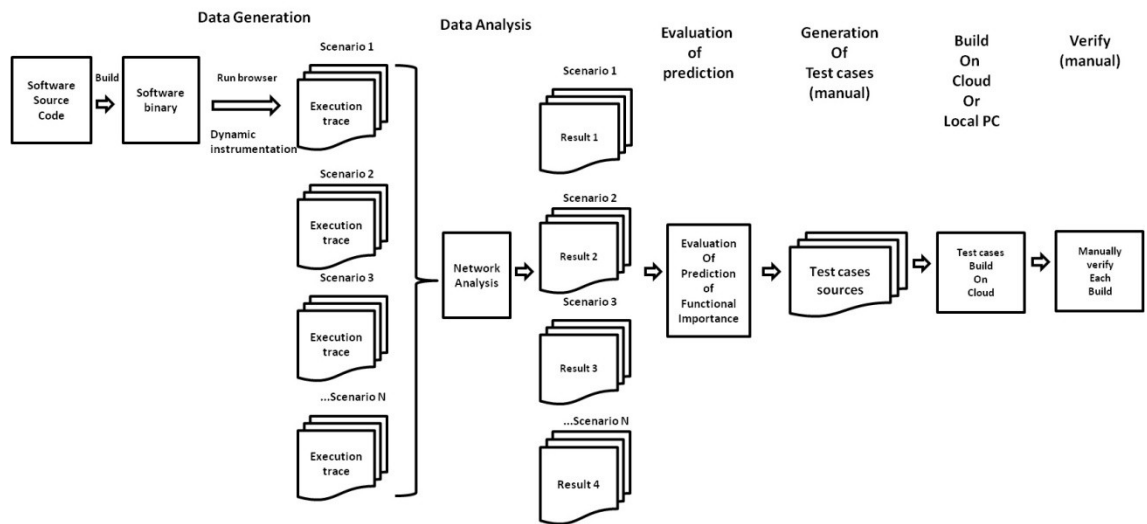 Data Generation
Data Analysis
Evaluation
of
prediction
Generation
Of
Test cases
(manual)
Build
On
Cloud
Or
Local PC
Verify
(manual)
Software
Source
Code
Build
Software
binary
Run browser
Dynamic
instrumentation
Scenario 1
Execution
trace
Scenario 2
Execution
trace
Scenario 3
Execution
trace
...Scenario N
Execution
trace
Network
Analysis
Scenario 1
Result 1
Scenario 2
Result 2
Scenario 3
Result 3
...Scenario N
Result 4
Evaluation
Of
Prediction
of
Functional
Importance
Test cases
sources
Test cases
Build
On
Cloud
Manually
verify
Each
Build